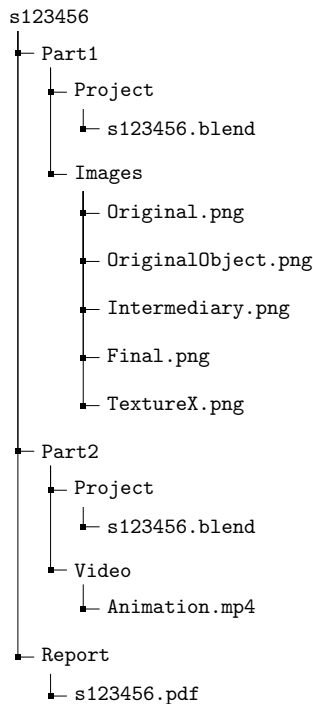 s123456
Part1
Project
s123456.blend
Images
Original.png
OriginalObject.png
Intermediary.png
Final.png
TextureX.png
Part2
Project
s123456.blend
Video
Animation.mp4
Report
s123456.pdf